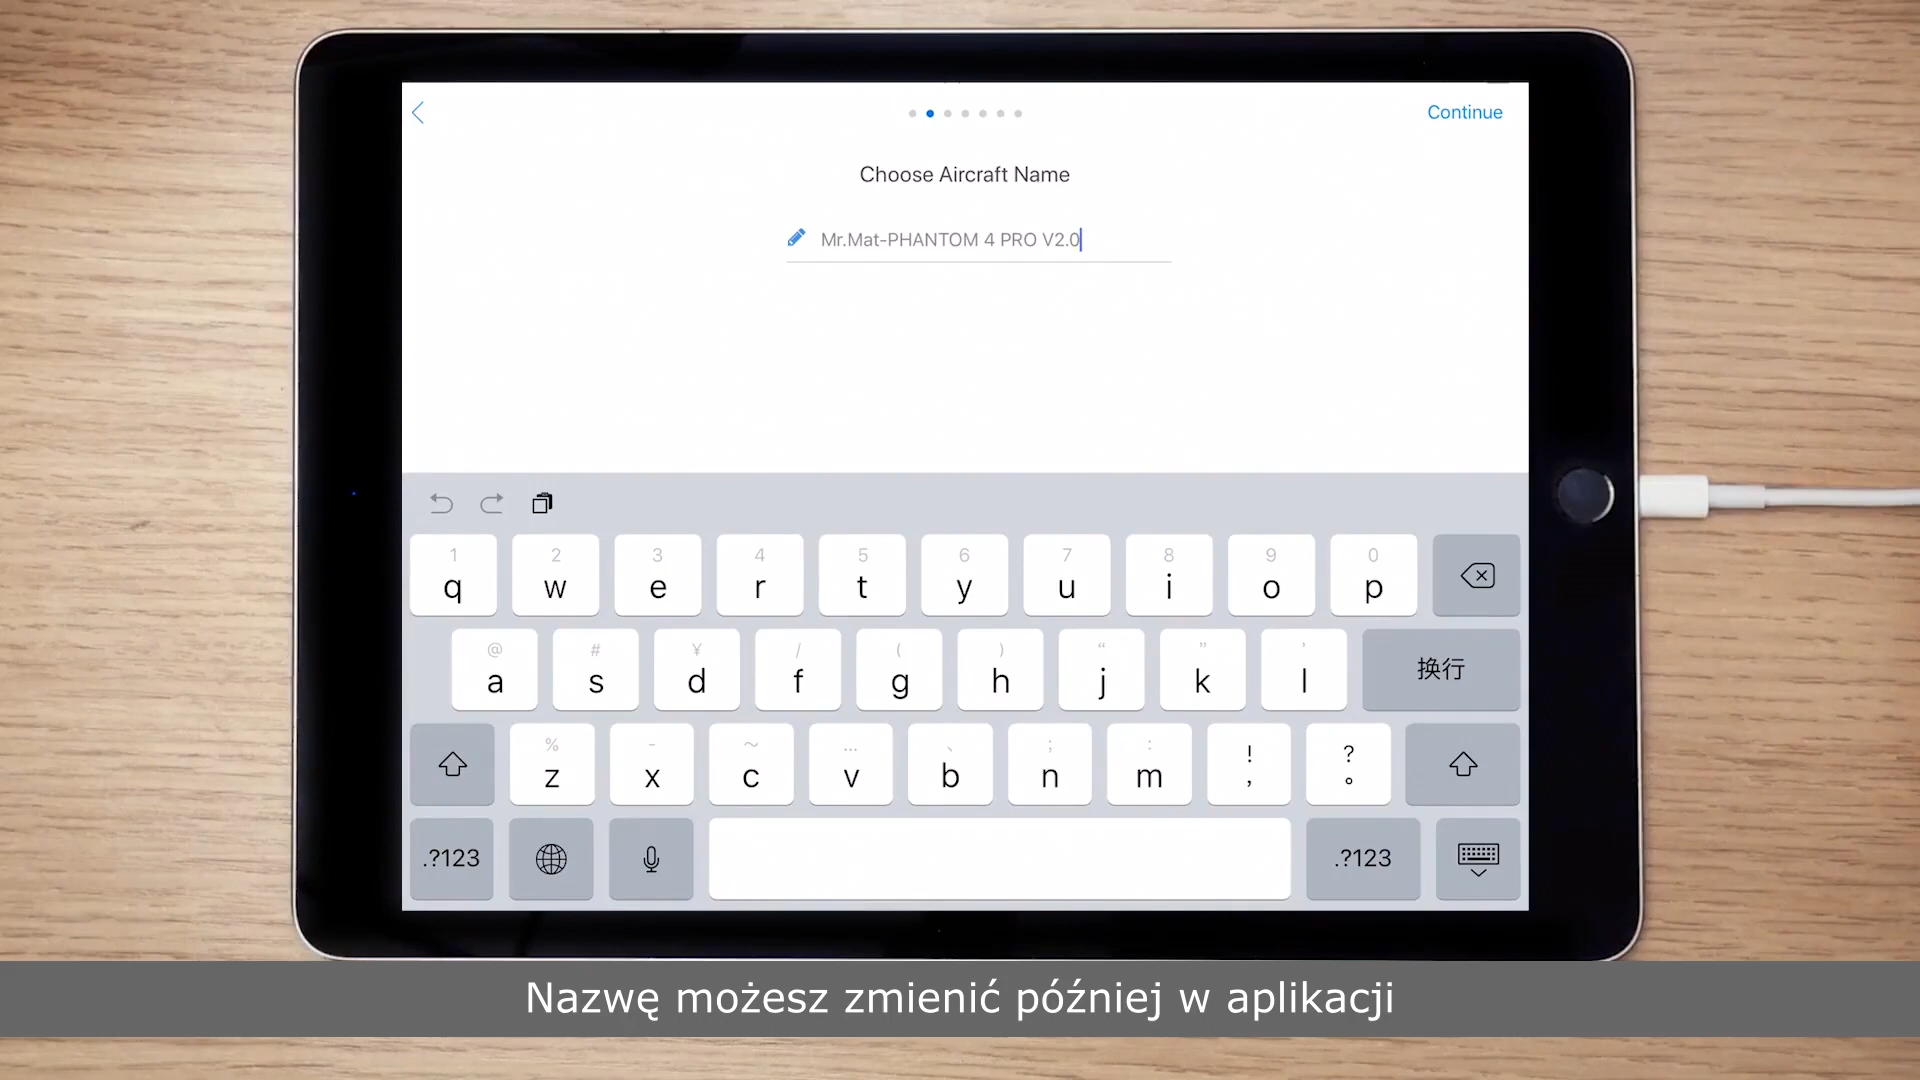 Continue
Choose Aircraft Name
Mr.Mat-PHANTOM 4 PRO V2.0
1 2 3 4 5 6 7 8 9 0
q w e r t y u i o p
@ # ¥ / ( ) “ ” ’
a s d f g h j k l 换行
% - ~ … 、 ; : ! ?
z x c v b n m , 。
.?123 .?123
Nazwę możesz zmienić później w aplikacji